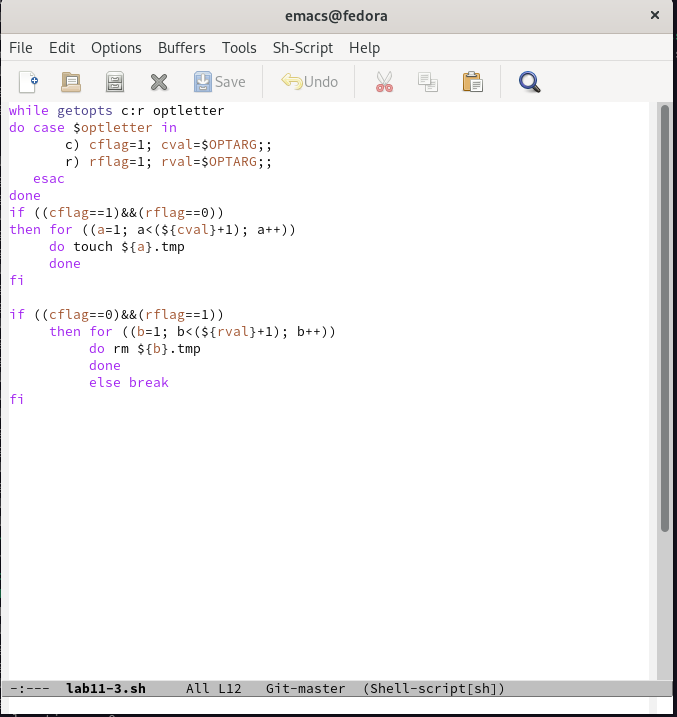 emacs@fedora ×
File Edit Options Buffers Tools Sh-Script Help
Save Undo
while getopts c:r optletter
do case $optletter in
       c) cflag=1; cval=$OPTARG;;
       r) rflag=1; rval=$OPTARG;;
   esac
done
if ((cflag==1)&&(rflag==0))
then for ((a=1; a<(${cval}+1); a++))
     do touch ${a}.tmp
     done
fi

if ((cflag==0)&&(rflag==1))
     then for ((b=1; b<(${rval}+1); b++))
          do rm ${b}.tmp
          done
          else break
fi
-:---  lab11-3.sh     All L12   Git-master  (Shell-script[sh])